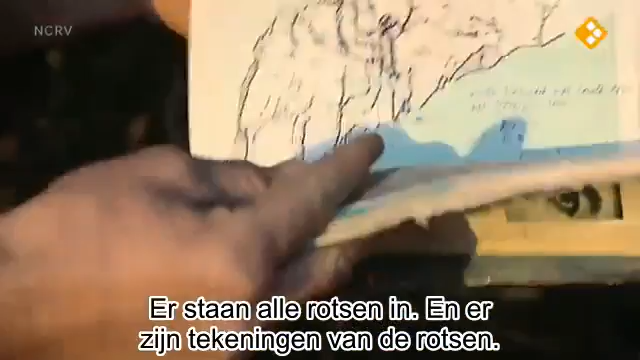 NCRV
Er staan alle rotsen in. En er
zijn tekeningen van de rotsen.